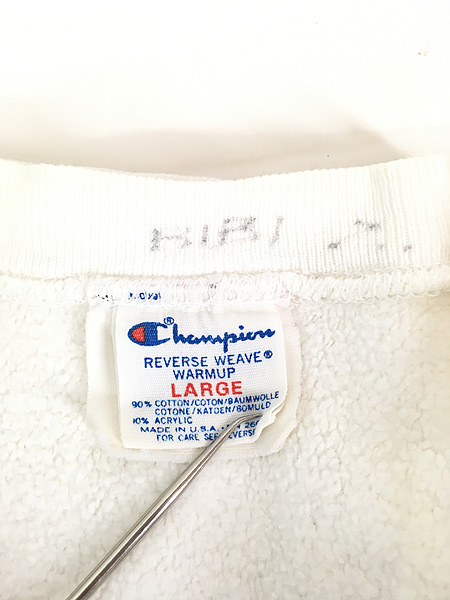 Champion®
REVERSE WEAVE®
WARMUP
LARGE
90% COTTON/COTON/BAUMWOLLE
COTONE/KATOEN/BOMULD
10% ACRYLIC
MADE IN U.S.A.
FOR CARE SEE REVERSE